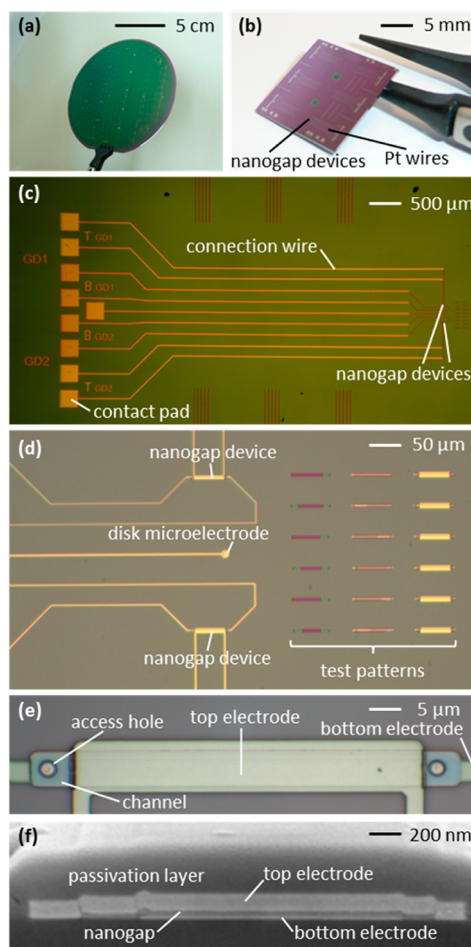 (a)
5 cm
(b)
5 mm
nanogap devices
Pt wires
(c)
500 µm
connection wire
T GD1
GD1
B GD1
B GD2
GD2
T GD2
nanogap devices
contact pad
(d)
50 µm
nanogap device
disk microelectrode
nanogap device
test patterns
(e)
5 µm
access hole
top electrode
bottom electrode
channel
(f)
200 nm
passivation layer
top electrode
nanogap
bottom electrode